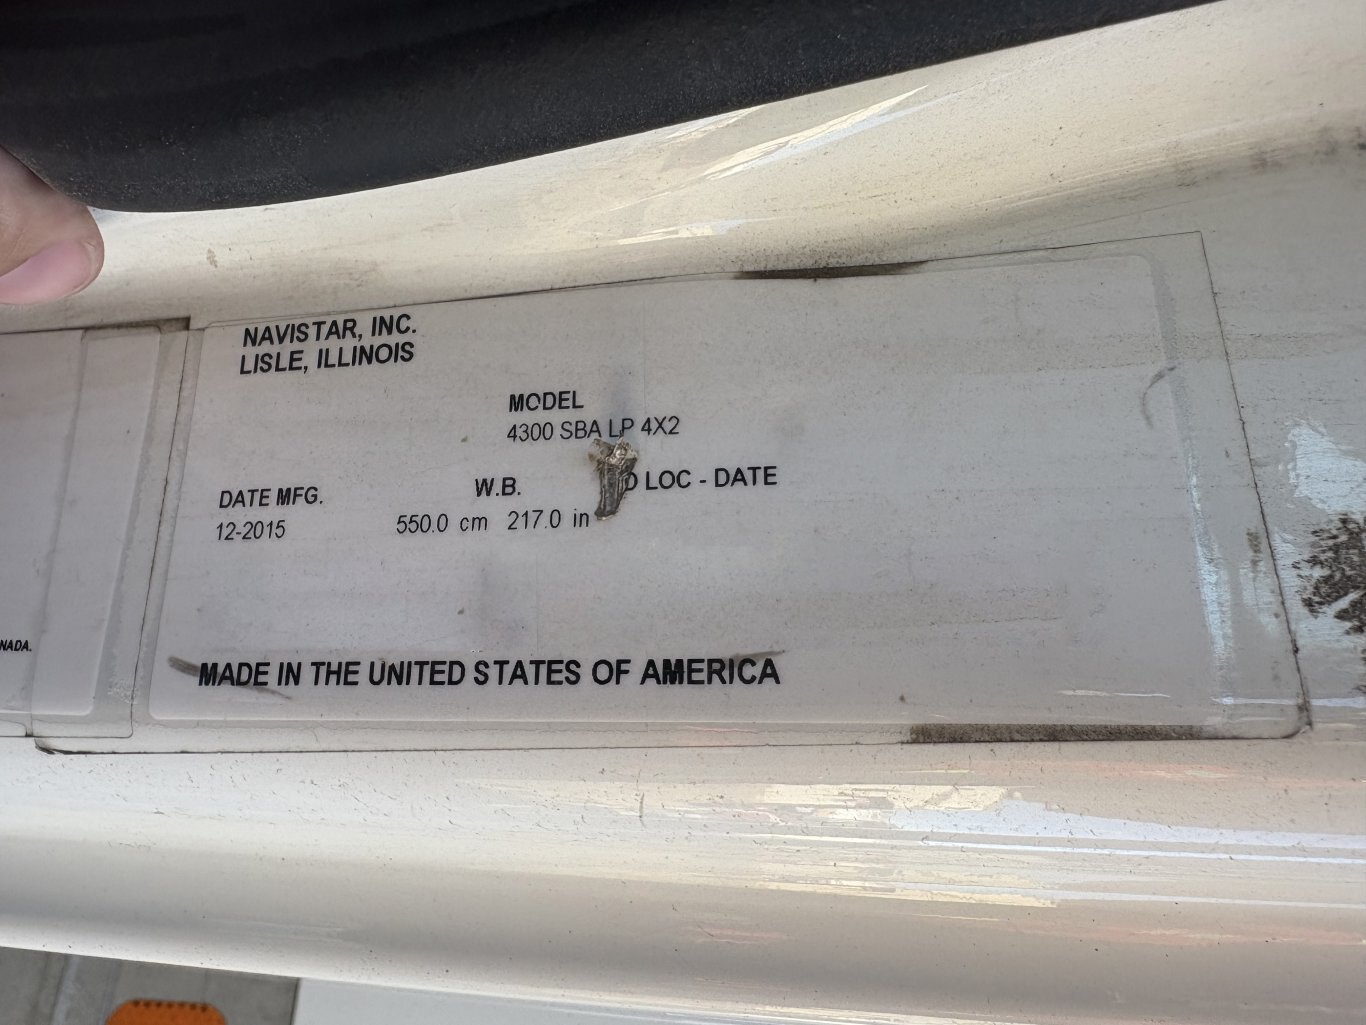 NAVISTAR, INC.
LISLE, ILLINOIS
MODEL
4300 SBA LP 4X2
DATE MFG.
W.B.
LOC - DATE
12-2015
550.0 cm 217.0 in
NADA.
MADE IN THE UNITED STATES OF AMERICA